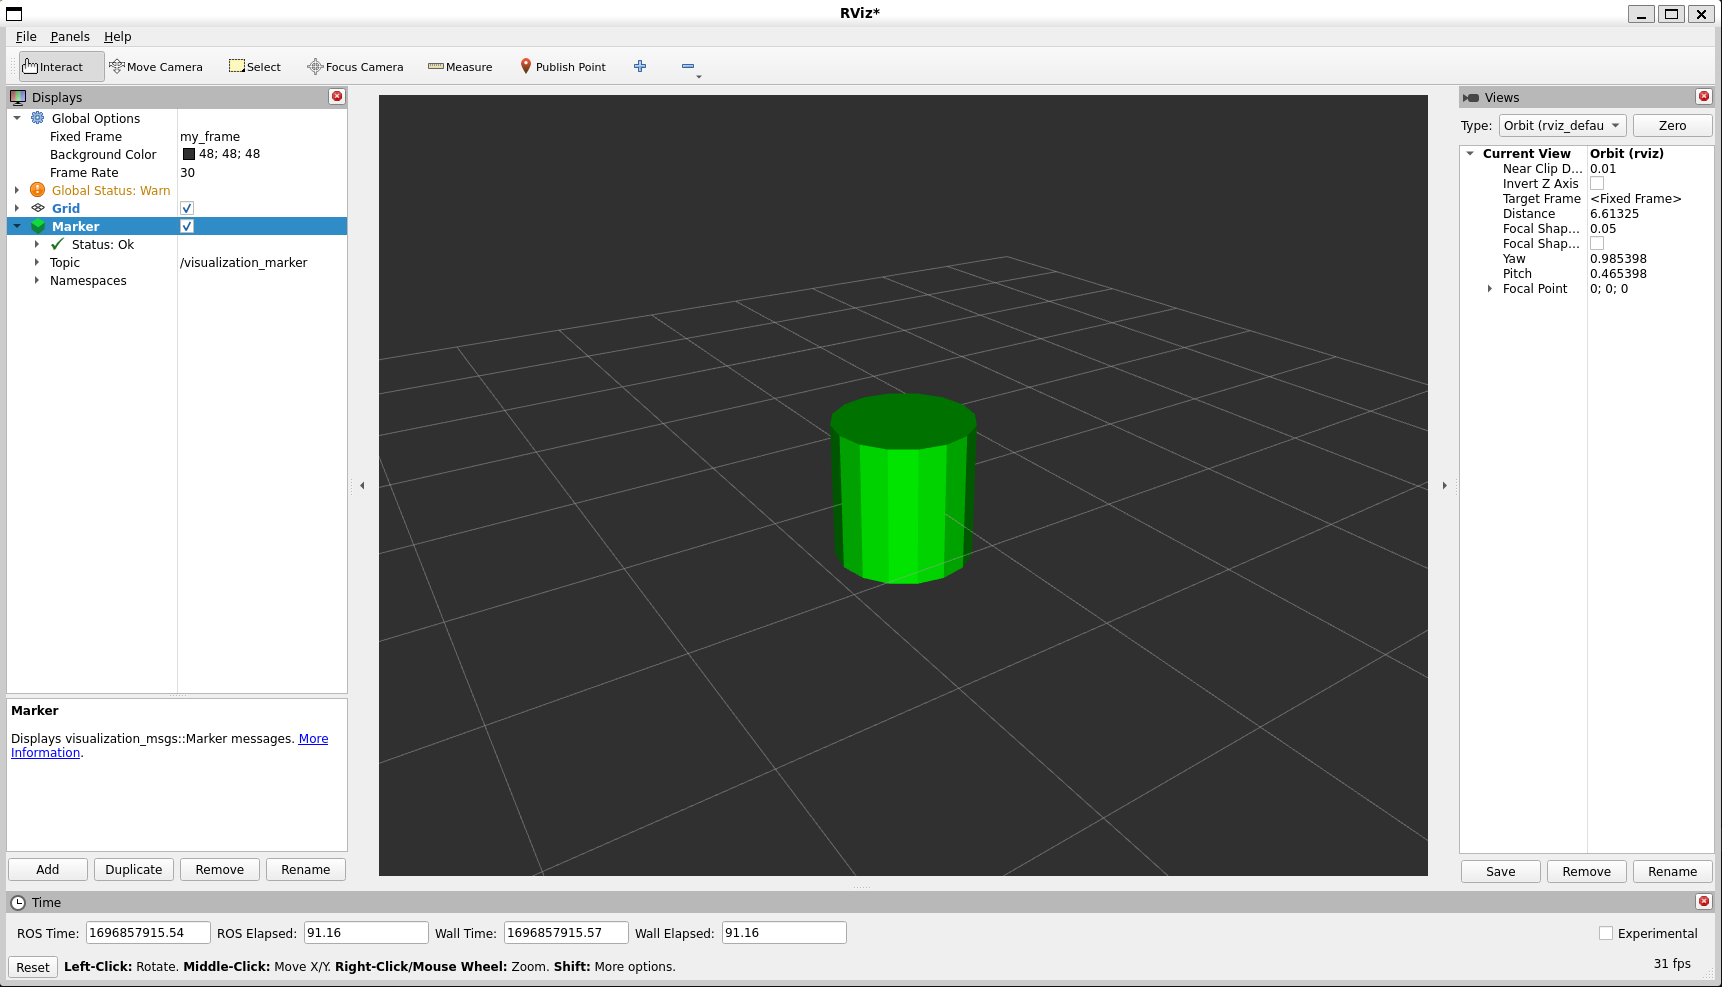 RViz*
File Panels Help
Interact Move Camera Select Focus Camera Measure Publish Point
Displays
Global Options
Fixed Frame my_frame
Background Color 48; 48; 48
Frame Rate 30
Global Status: Warn
Grid
Marker
Status: Ok
Topic /visualization_marker
Namespaces
Marker
Displays visualization_msgs::Marker messages. More
Information.
Add Duplicate Remove Rename
Views
Type: Orbit (rviz_defau Zero
Current View Orbit (rviz)
Near Clip D... 0.01
Invert Z Axis
Target Frame <Fixed Frame>
Distance 6.61325
Focal Shap... 0.05
Focal Shap...
Yaw 0.985398
Pitch 0.465398
Focal Point 0; 0; 0
Save Remove Rename
Time
ROS Time: 1696857915.54 ROS Elapsed: 91.16 Wall Time: 1696857915.57 Wall Elapsed: 91.16 Experimental
Reset Left-Click: Rotate. Middle-Click: Move X/Y. Right-Click/Mouse Wheel: Zoom. Shift: More options. 31 fps